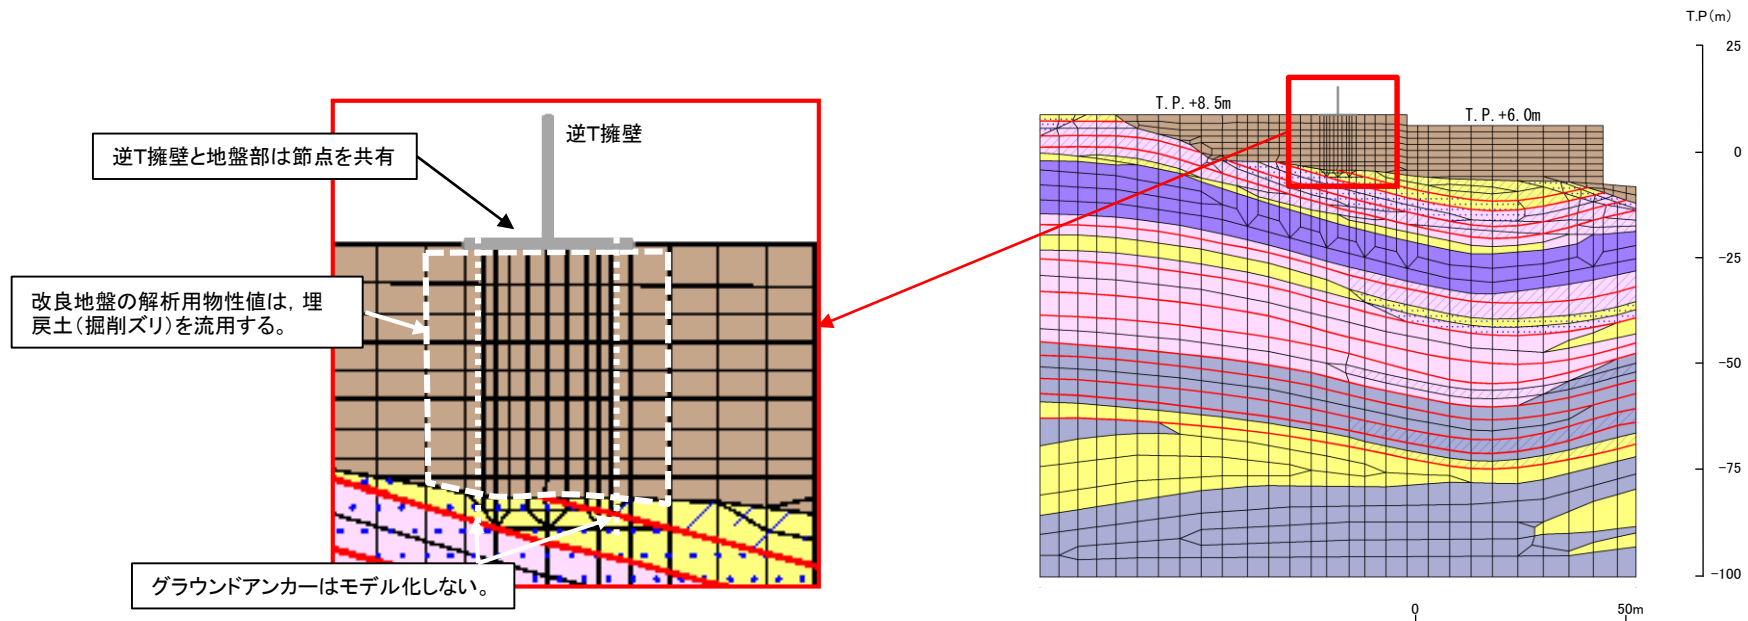 逆T擁壁
逆T擁壁と地盤部は節点を共有
改良地盤の解析用物性値は，埋
戻土（掘削ズリ）を流用する。
グラウンドアンカーはモデル化しない。
T.P（m）
25
0
−25
−50
−75
−100
T.P.+8.5m
T.P.+6.0m
0
50m